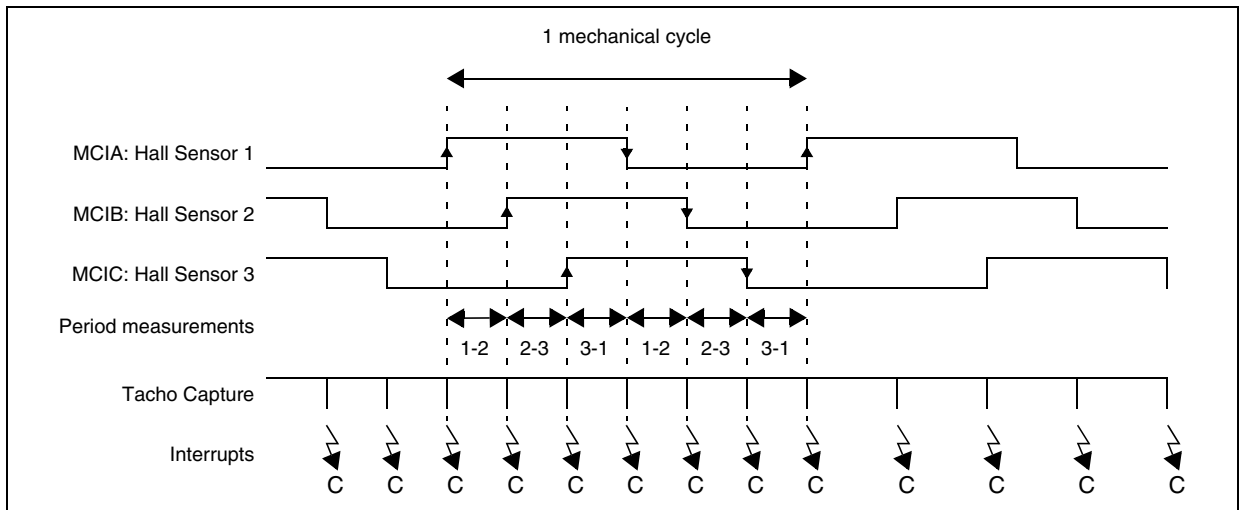 1 mechanical cycle
MCIA: Hall Sensor 1
MCIB: Hall Sensor 2
MCIC: Hall Sensor 3
Period measurements
1-2 2-3 3-1 1-2 2-3 3-1
Tacho Capture
Interrupts
C C C C C C C C C C C C C